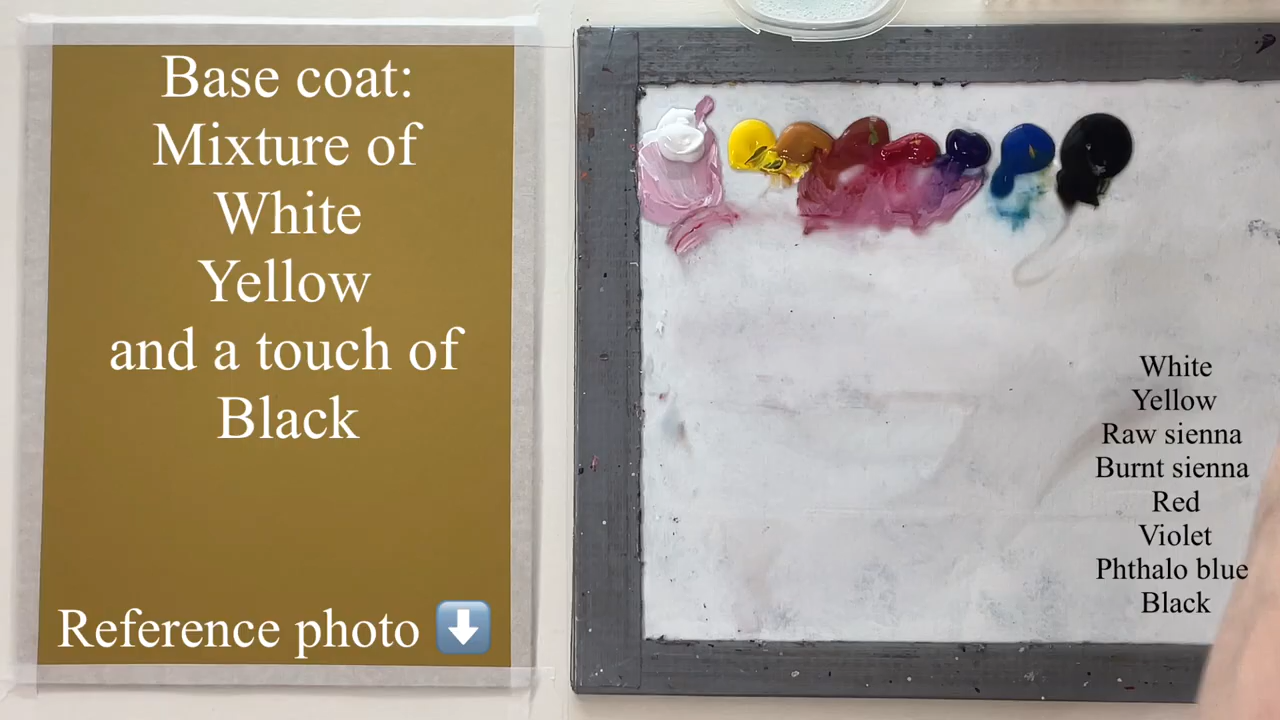 Base coat:
Mixture of
White
Yellow
and a touch of
Black
Reference photo ⬇️
White
Yellow
Raw sienna
Burnt sienna
Red
Violet
Phthalo blue
Black